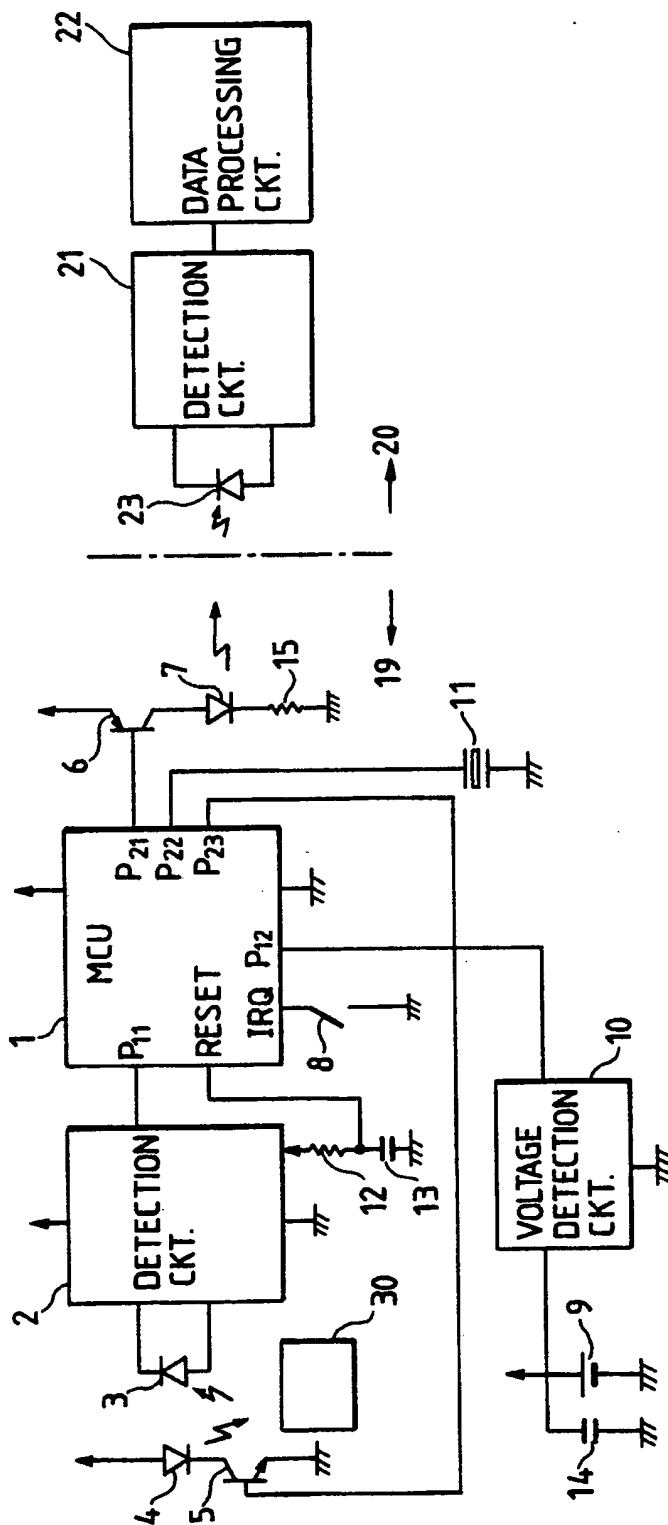 22
DATA
PROCESSING
CKT.
21
DETECTION
CKT.
23
20
19
6
7
15
11
1
MCU
P11
RESET
IRQ
P12
P21
P22
P23
8
2
DETECTION
CKT.
12
13
3
4
5
30
10
VOLTAGE
DETECTION
CKT.
9
14